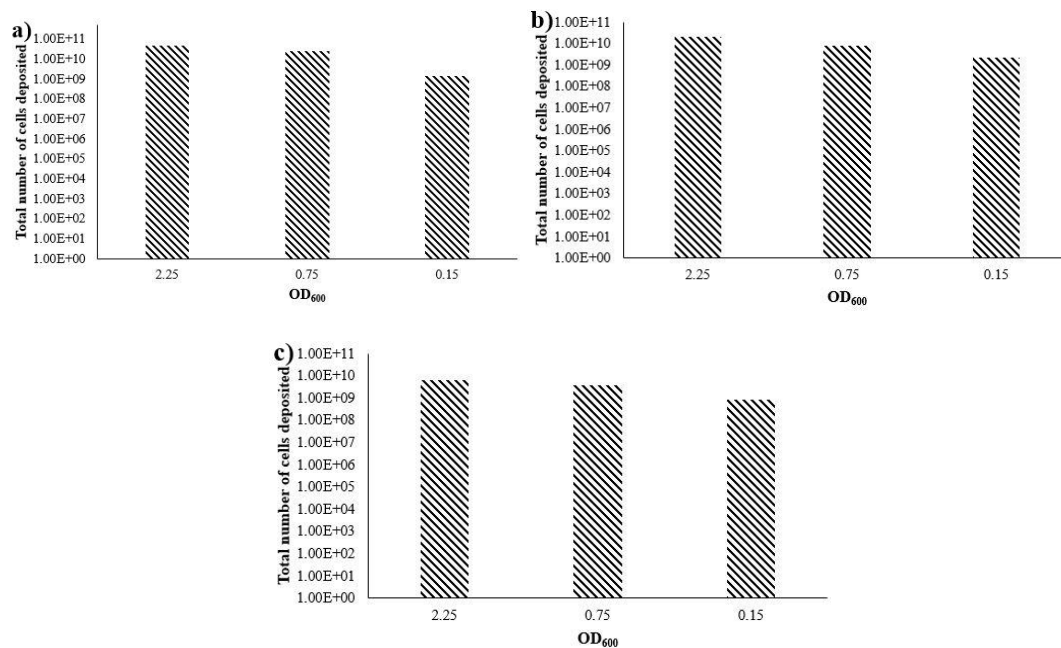 a)
Total number of cells deposited
1.00E+11
1.00E+10
1.00E+09
1.00E+08
1.00E+07
1.00E+06
1.00E+05
1.00E+04
1.00E+03
1.00E+02
1.00E+01
1.00E+00
2.25 0.75 0.15
OD600
b)
Total number of cells deposited
1.00E+11
1.00E+10
1.00E+09
1.00E+08
1.00E+07
1.00E+06
1.00E+05
1.00E+04
1.00E+03
1.00E+02
1.00E+01
1.00E+00
2.25 0.75 0.15
OD600
c)
Total number of cells deposited
1.00E+11
1.00E+10
1.00E+09
1.00E+08
1.00E+07
1.00E+06
1.00E+05
1.00E+04
1.00E+03
1.00E+02
1.00E+01
1.00E+00
2.25 0.75 0.15
OD600